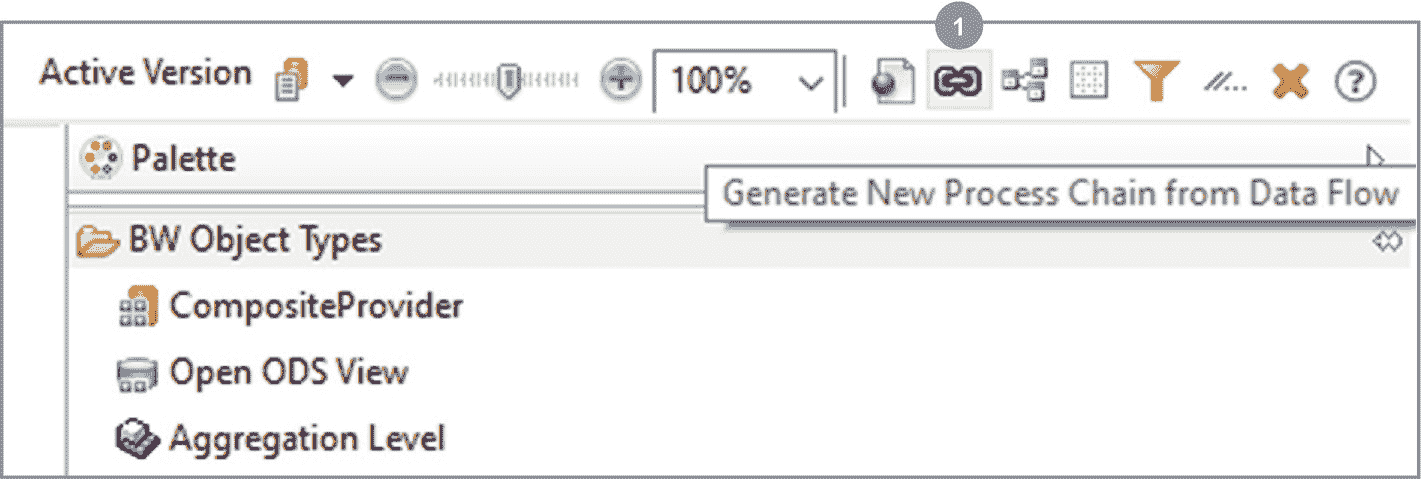 1
Active Version 100% //... ?
Palette
Generate New Process Chain from Data Flow
BW Object Types
CompositeProvider
Open ODS View
Aggregation Level